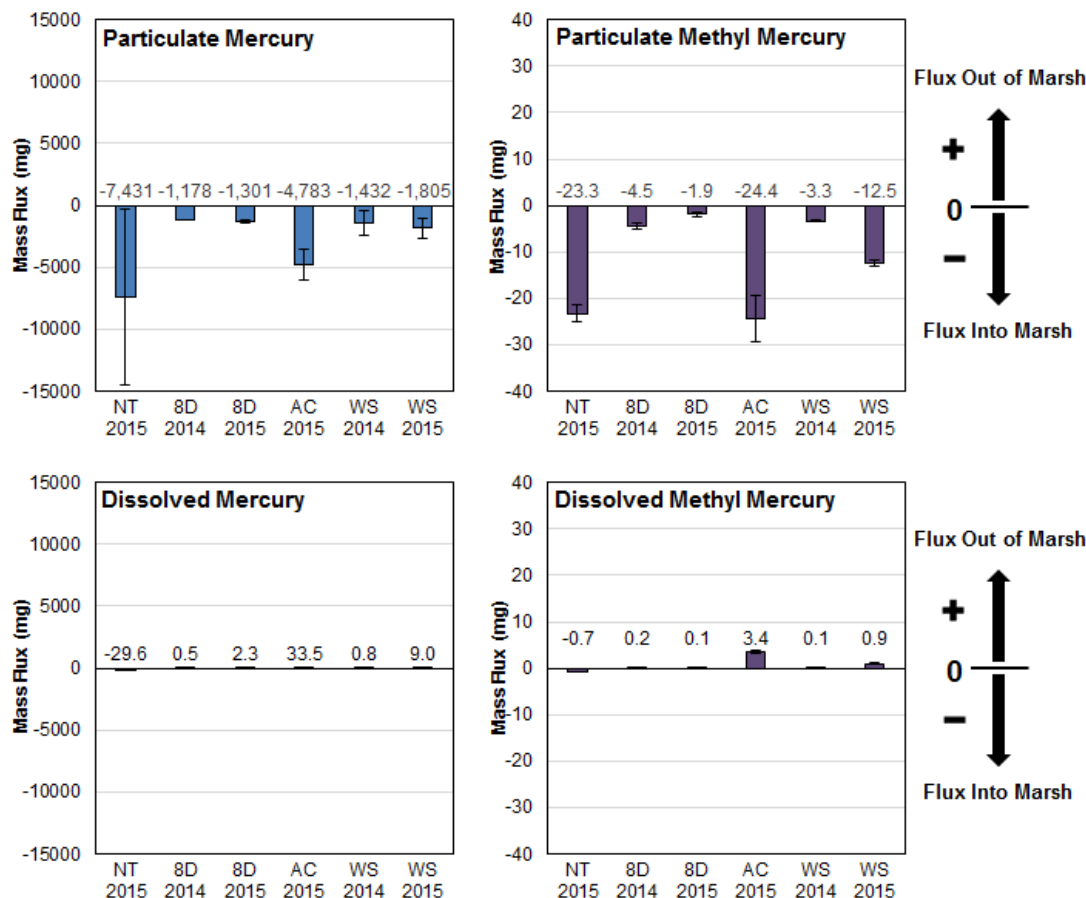 Particulate Mercury
Mass Flux (mg)
15000
10000
5000
0
-5000
-10000
-15000
-7,431 -1,178 -1,301 -4,783 -1,432 -1,805
NT 8D 8D AC WS WS
2015 2014 2015 2015 2014 2015
Particulate Methyl Mercury
Mass Flux (mg)
40
30
20
10
0
-10
-20
-30
-40
-23.3 -4.5 -1.9 -24.4 -3.3 -12.5
NT 8D 8D AC WS WS
2015 2014 2015 2015 2014 2015
Flux Out of Marsh
+
0
−
Flux Into Marsh
Dissolved Mercury
Mass Flux (mg)
15000
10000
5000
0
-5000
-10000
-15000
-29.6 0.5 2.3 33.5 0.8 9.0
NT 8D 8D AC WS WS
2015 2014 2015 2015 2014 2015
Dissolved Methyl Mercury
Mass Flux (mg)
40
30
20
10
0
-10
-20
-30
-40
-0.7 0.2 0.1 3.4 0.1 0.9
NT 8D 8D AC WS WS
2015 2014 2015 2015 2014 2015
Flux Out of Marsh
+
0
−
Flux Into Marsh